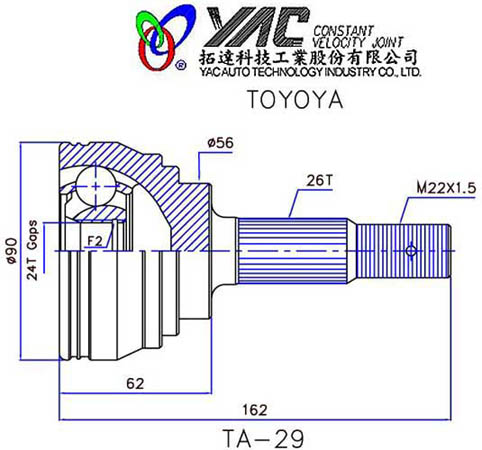 YAC CONSTANT
VELOCITY JOINT
®
拓達科技工業股份有限公司
® YAC AUTO TECHNOLOGY INDUSTRY CO., LTD.
TOYOYA
ø56
26T
M22X1.5
ø90
24T Gaps
F2
62
162
TA-29